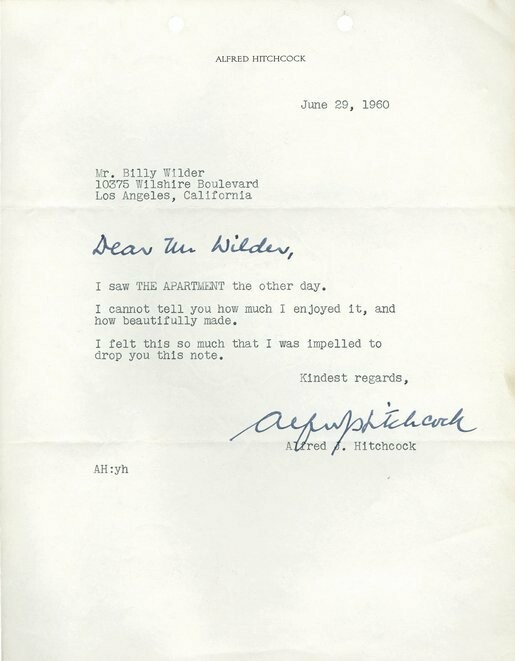 ALFRED HITCHCOCK
June 29, 1960
Mr. Billy Wilder
10375 Wilshire Boulevard
Los Angeles, California
Dear Mr Wilder,
I saw THE APARTMENT the other day.
I cannot tell you how much I enjoyed it, and
how beautifully made.
I felt this so much that I was impelled to
drop you this note.
Kindest regards,
Alfred J Hitchcock
Alfred J. Hitchcock
AH:yh